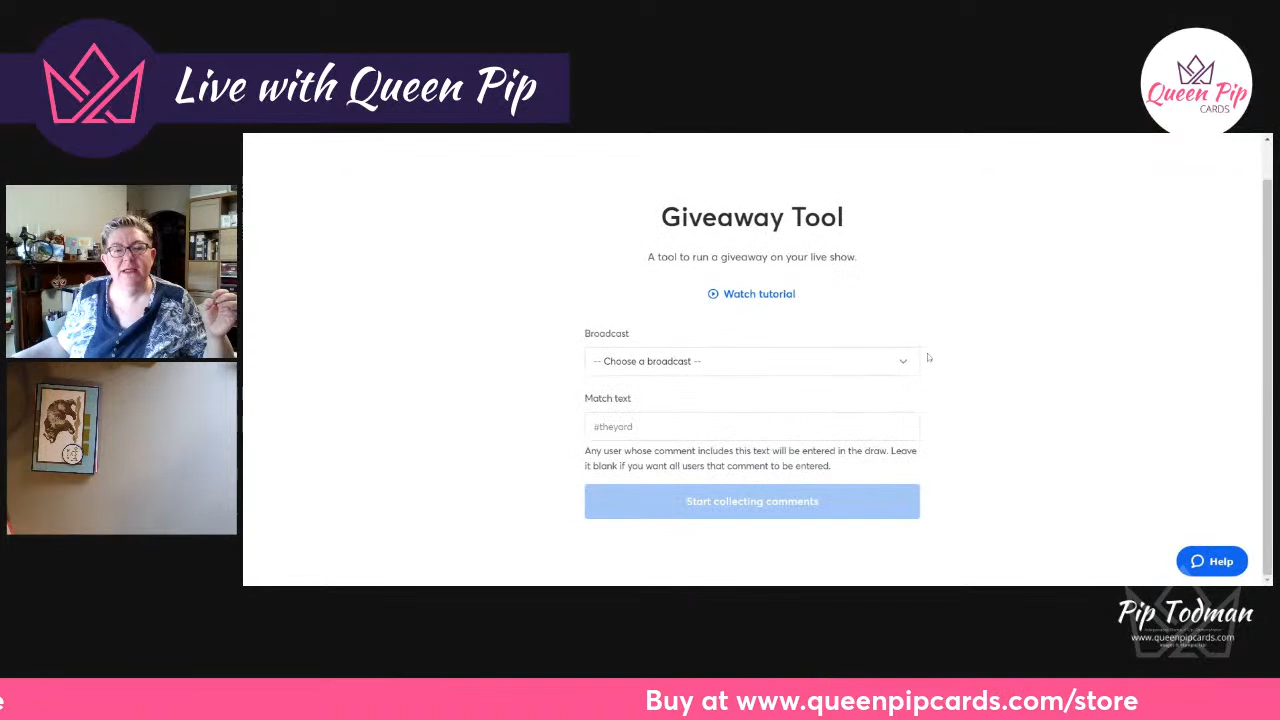 Live with Queen Pip
Queen Pip
CARDS
Giveaway Tool
A tool to run a giveaway on your live show.
Watch tutorial
Broadcast
-- Choose a broadcast --
Match text
#theyard
Any user whose comment includes this text will be entered in the draw. Leave
it blank if you want all users that comment to be entered.
Start collecting comments
Help
Pip Todman
www.queenpipcards.com
e
Buy at www.queenpipcards.com/store